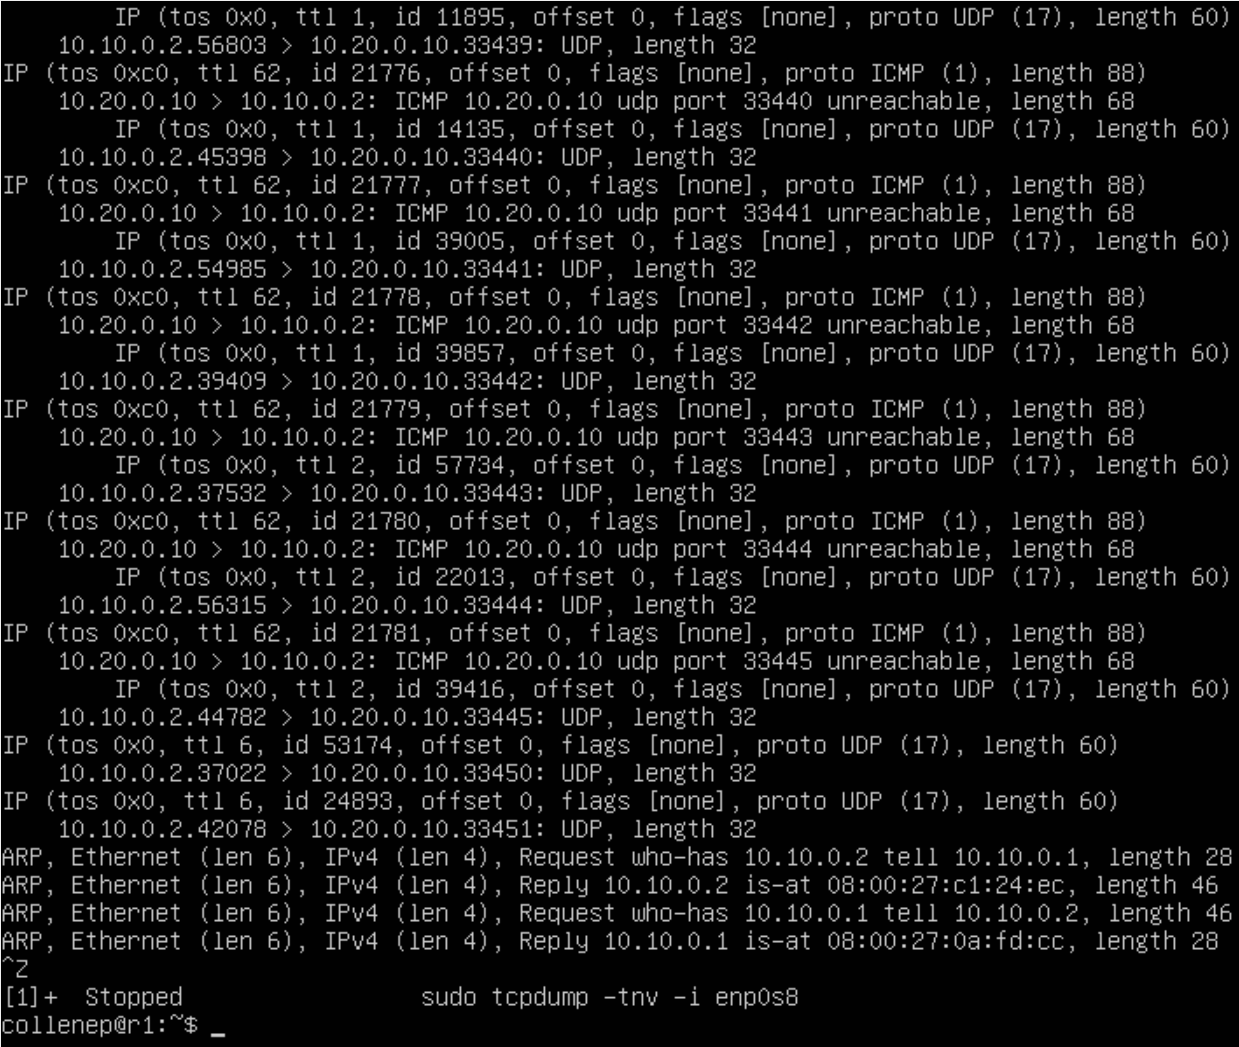 IP (tos 0x0, ttl 1, id 11895, offset 0, flags [none], proto UDP (17), length 60)
    10.10.0.2.56803 > 10.20.0.10.33439: UDP, length 32
IP (tos 0xc0, ttl 62, id 21776, offset 0, flags [none], proto ICMP (1), length 88)
    10.20.0.10 > 10.10.0.2: ICMP 10.20.0.10 udp port 33440 unreachable, length 68
        IP (tos 0x0, ttl 1, id 14135, offset 0, flags [none], proto UDP (17), length 60)
    10.10.0.2.45398 > 10.20.0.10.33440: UDP, length 32
IP (tos 0xc0, ttl 62, id 21777, offset 0, flags [none], proto ICMP (1), length 88)
    10.20.0.10 > 10.10.0.2: ICMP 10.20.0.10 udp port 33441 unreachable, length 68
        IP (tos 0x0, ttl 1, id 39005, offset 0, flags [none], proto UDP (17), length 60)
    10.10.0.2.54985 > 10.20.0.10.33441: UDP, length 32
IP (tos 0xc0, ttl 62, id 21778, offset 0, flags [none], proto ICMP (1), length 88)
    10.20.0.10 > 10.10.0.2: ICMP 10.20.0.10 udp port 33442 unreachable, length 68
        IP (tos 0x0, ttl 1, id 39857, offset 0, flags [none], proto UDP (17), length 60)
    10.10.0.2.39409 > 10.20.0.10.33442: UDP, length 32
IP (tos 0xc0, ttl 62, id 21779, offset 0, flags [none], proto ICMP (1), length 88)
    10.20.0.10 > 10.10.0.2: ICMP 10.20.0.10 udp port 33443 unreachable, length 68
        IP (tos 0x0, ttl 2, id 57734, offset 0, flags [none], proto UDP (17), length 60)
    10.10.0.2.37532 > 10.20.0.10.33443: UDP, length 32
IP (tos 0xc0, ttl 62, id 21780, offset 0, flags [none], proto ICMP (1), length 88)
    10.20.0.10 > 10.10.0.2: ICMP 10.20.0.10 udp port 33444 unreachable, length 68
        IP (tos 0x0, ttl 2, id 22013, offset 0, flags [none], proto UDP (17), length 60)
    10.10.0.2.56315 > 10.20.0.10.33444: UDP, length 32
IP (tos 0xc0, ttl 62, id 21781, offset 0, flags [none], proto ICMP (1), length 88)
    10.20.0.10 > 10.10.0.2: ICMP 10.20.0.10 udp port 33445 unreachable, length 68
        IP (tos 0x0, ttl 2, id 39416, offset 0, flags [none], proto UDP (17), length 60)
    10.10.0.2.44782 > 10.20.0.10.33445: UDP, length 32
IP (tos 0x0, ttl 6, id 53174, offset 0, flags [none], proto UDP (17), length 60)
    10.10.0.2.37022 > 10.20.0.10.33450: UDP, length 32
IP (tos 0x0, ttl 6, id 24893, offset 0, flags [none], proto UDP (17), length 60)
    10.10.0.2.42078 > 10.20.0.10.33451: UDP, length 32
ARP, Ethernet (len 6), IPv4 (len 4), Request who-has 10.10.0.2 tell 10.10.0.1, length 28
ARP, Ethernet (len 6), IPv4 (len 4), Reply 10.10.0.2 is-at 08:00:27:c1:24:ec, length 46
ARP, Ethernet (len 6), IPv4 (len 4), Request who-has 10.10.0.1 tell 10.10.0.2, length 46
ARP, Ethernet (len 6), IPv4 (len 4), Reply 10.10.0.1 is-at 08:00:27:0a:fd:cc, length 28
^Z
[1]+  Stopped                 sudo tcpdump -tnv -i enp0s8
collenep@r1:~$ _